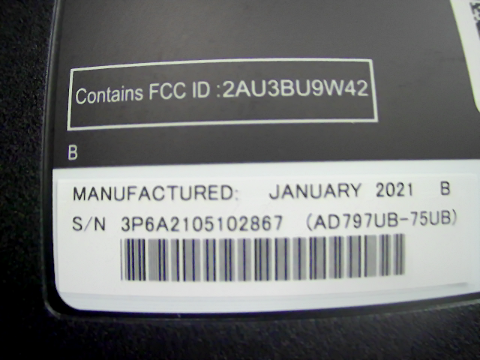 Contains FCC ID :2AU3BU9W42
B
MANUFACTURED: JANUARY 2021 B
S/N 3P6A2105102867 (AD797UB-75UB)